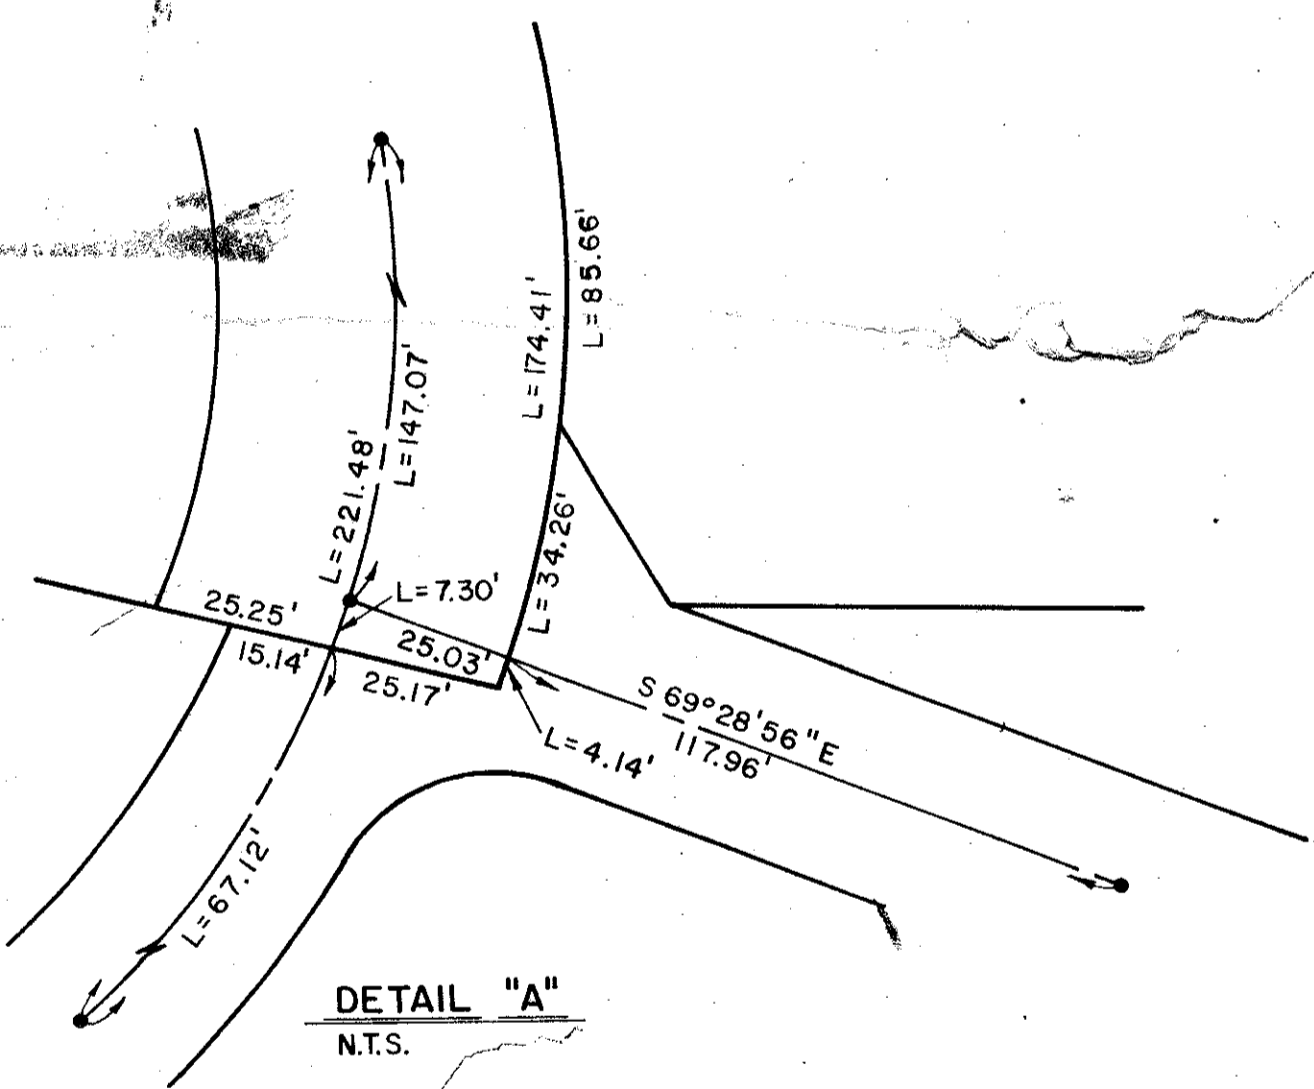 L=85.66'
L=174.41'
L=147.07'
L=221.48'
L=34.26'
L=7.30'
25.25'
15.14'
25.03'
25.17'
S 69°28'56"E
117.96'
L=4.14'
L=67.12'
DETAIL "A"
N.T.S.